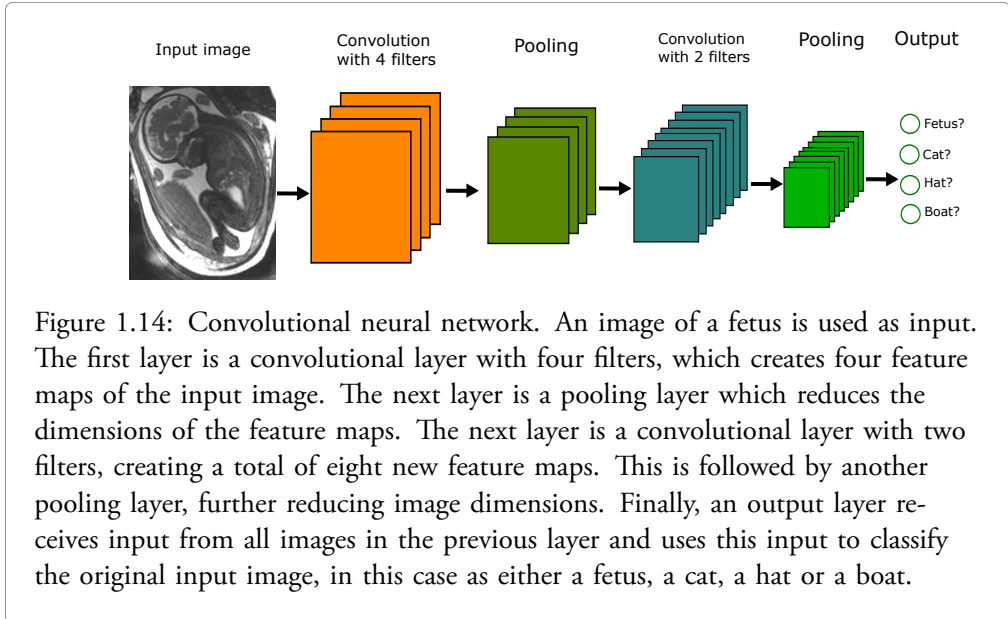 Input image
Convolution
with 4 filters
Pooling
Convolution
with 2 filters
Pooling
Output
Fetus?
Cat?
Hat?
Boat?
Figure 1.14: Convolutional neural network. An image of a fetus is used as input.
The first layer is a convolutional layer with four filters, which creates four feature
maps of the input image. The next layer is a pooling layer which reduces the
dimensions of the feature maps. The next layer is a convolutional layer with two
filters, creating a total of eight new feature maps. This is followed by another
pooling layer, further reducing image dimensions. Finally, an output layer re-
ceives input from all images in the previous layer and uses this input to classify
the original input image, in this case as either a fetus, a cat, a hat or a boat.